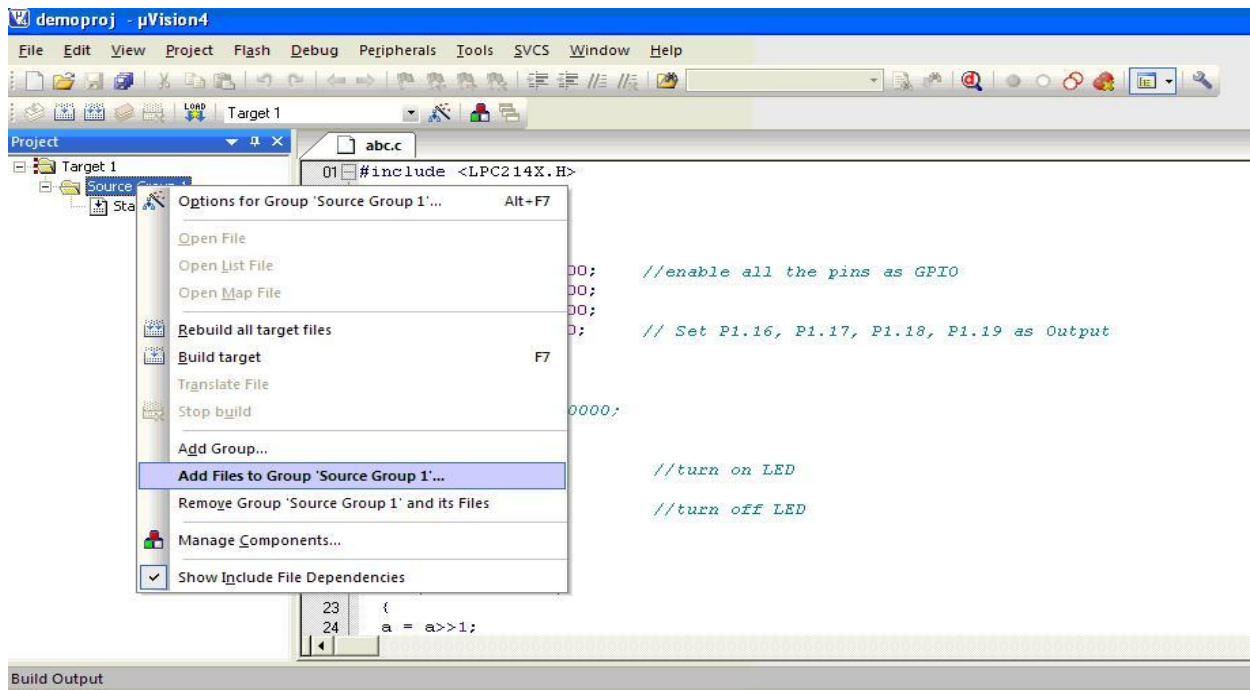 demoproj - µVision4
File Edit View Project Flash Debug Peripherals Tools SVCS Window Help
LOAD Target 1
Project
abc.c
Target 1
Source Group 1
Sta
01 #include <LPC214X.H>
Options for Group 'Source Group 1'... Alt+F7
Open File
Open List File
Open Map File
Rebuild all target files
Build target F7
Translate File
Stop build
Add Group...
Add Files to Group 'Source Group 1'...
Remove Group 'Source Group 1' and its Files
Manage Components...
Show Include File Dependencies
00; //enable all the pins as GPIO
00;
00;
0; // Set P1.16, P1.17, P1.18, P1.19 as Output
0000;
//turn on LED
//turn off LED
23 {
24 a = a>>1;
Build Output